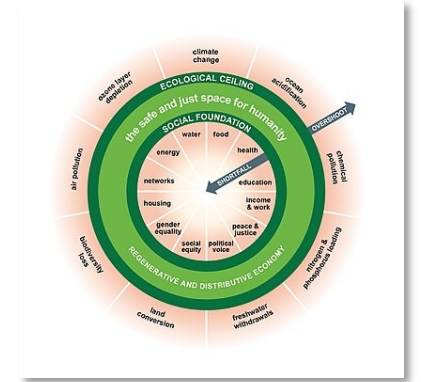 climate
change
ocean
acidification
chemical
pollution
nitrogen &
phosphorus loading
freshwater
withdrawals
land
conversion
biodiversity
loss
air pollution
ozone layer
depletion
ECOLOGICAL CEILING
the safe and just space for humanity
SOCIAL FOUNDATION
OVERSHOOT
SHORTFALL
water
food
health
education
income
& work
peace &
justice
political
voice
social
equity
gender
equality
housing
networks
energy
REGENERATIVE AND DISTRIBUTIVE ECONOMY